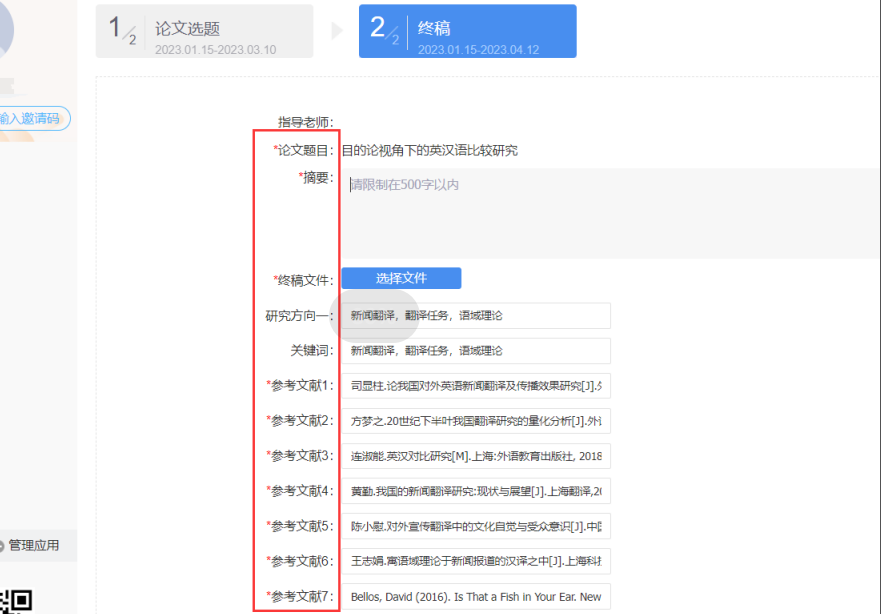 1/2 论文选题
2023.01.15-2023.03.10
2/2 终稿
2023.01.15-2023.04.12
输入邀请码
指导老师:
*论文题目: 目的论视角下的英汉语比较研究
*摘要: 请限制在500字以内
*终稿文件: 选择文件
研究方向一: 新闻翻译，翻译任务，语域理论
关键词: 新闻翻译，翻译任务，语域理论
*参考文献1: 司显柱.论我国对外英语新闻翻译及传播效果研究[J].
*参考文献2: 方梦之.20世纪下半叶我国翻译研究的量化分析[J].外
*参考文献3: 连淑能.英汉对比研究[M].上海:外语教育出版社, 2018
*参考文献4: 黄勤.我国的新闻翻译研究:现状与展望[J].上海翻译,20
*参考文献5: 陈小慰.对外宣传翻译中的文化自觉与受众意识[J].中
管理应用
*参考文献6: 王志娟.寓语域理论于新闻报道的汉译之中[J].上海科
*参考文献7: Bellos, David (2016). Is That a Fish in Your Ear. New